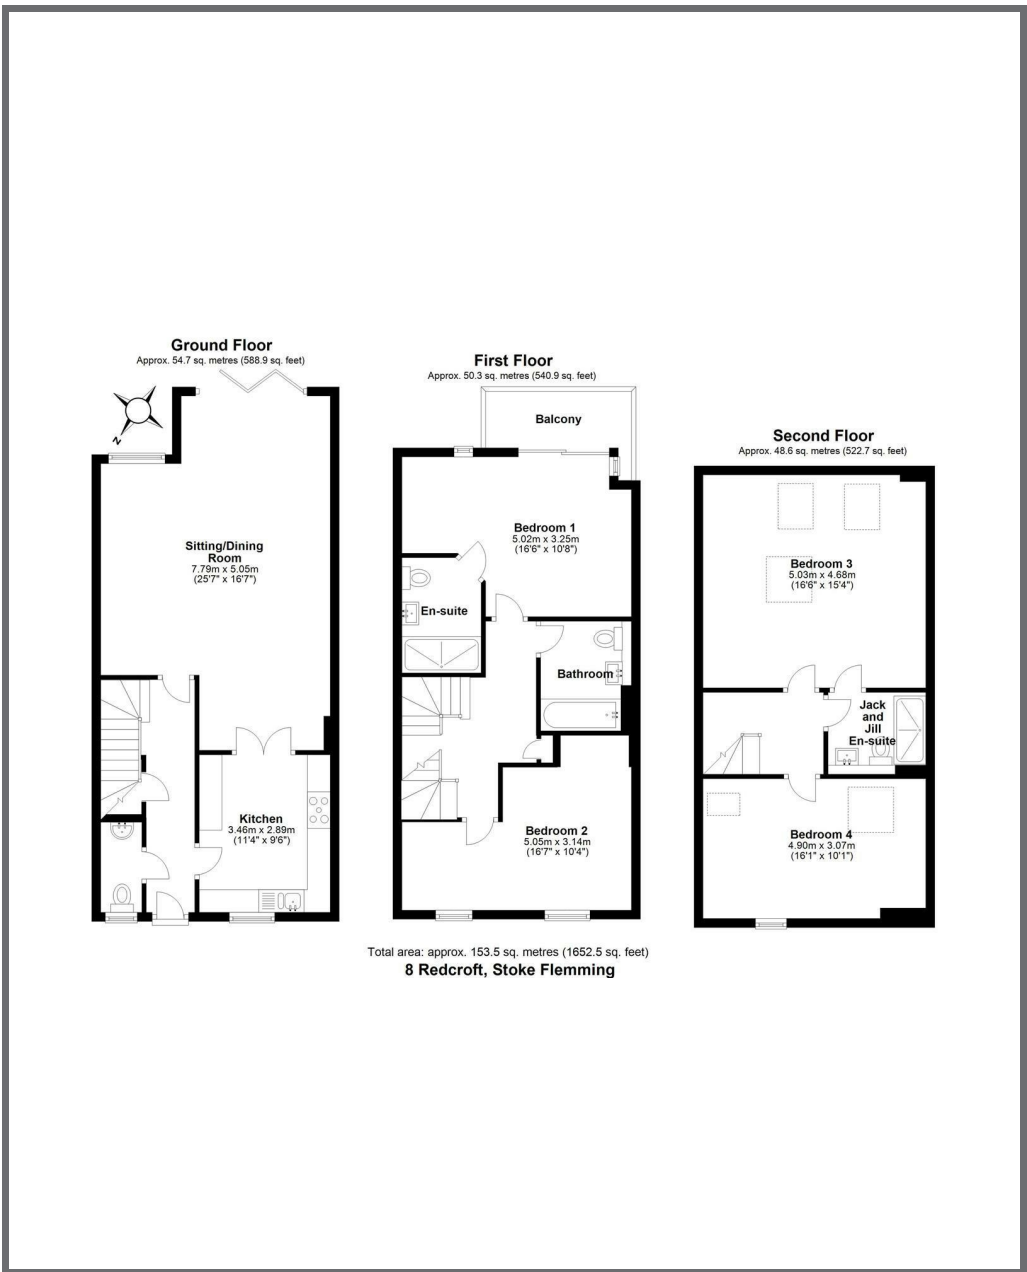 Ground Floor
Approx. 54.7 sq. metres (588.9 sq. feet)
N
Sitting/Dining
Room
7.79m x 5.05m
(25'7" x 16'7")
Kitchen
3.46m x 2.89m
(11'4" x 9'6")
First Floor
Approx. 50.3 sq. metres (540.9 sq. feet)
Balcony
Bedroom 1
5.02m x 3.25m
(16'6" x 10'8")
En-suite
Bathroom
Bedroom 2
5.05m x 3.14m
(16'7" x 10'4")
Second Floor
Approx. 48.6 sq. metres (522.7 sq. feet)
Bedroom 3
5.03m x 4.68m
(16'6" x 15'4")
Jack
and
Jill
En-suite
Bedroom 4
4.90m x 3.07m
(16'1" x 10'1")
Total area: approx. 153.5 sq. metres (1652.5 sq. feet)
8 Redcroft, Stoke Flemming